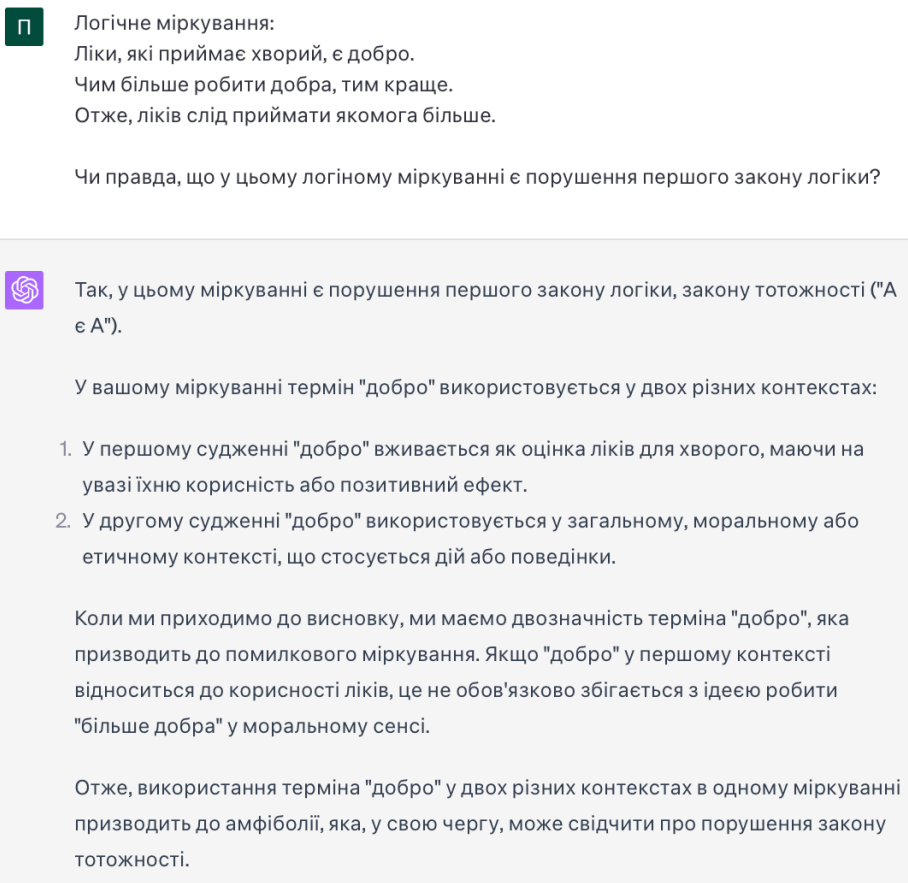 П
Логічне міркування:
Ліки, які приймає хворий, є добро.
Чим більше робити добра, тим краще.
Отже, ліків слід приймати якомога більше.
Чи правда, що у цьому логіному міркуванні є порушення першого закону логіки?
Так, у цьому міркуванні є порушення першого закону логіки, закону тотожності ("А
є А").
У вашому міркуванні термін "добро" використовується у двох різних контекстах:
1. У першому судженні "добро" вживається як оцінка ліків для хворого, маючи на
увазі їхню корисність або позитивний ефект.
2. У другому судженні "добро" використовується у загальному, моральному або
етичному контексті, що стосується дій або поведінки.
Коли ми приходимо до висновку, ми маємо двозначність терміна "добро", яка
призводить до помилкового міркування. Якщо "добро" у першому контексті
відноситься до корисності ліків, це не обов'язково збігається з ідеєю робити
"більше добра" у моральному сенсі.
Отже, використання терміна "добро" у двох різних контекстах в одному міркуванні
призводить до амфіболії, яка, у свою чергу, може свідчити про порушення закону
тотожності.